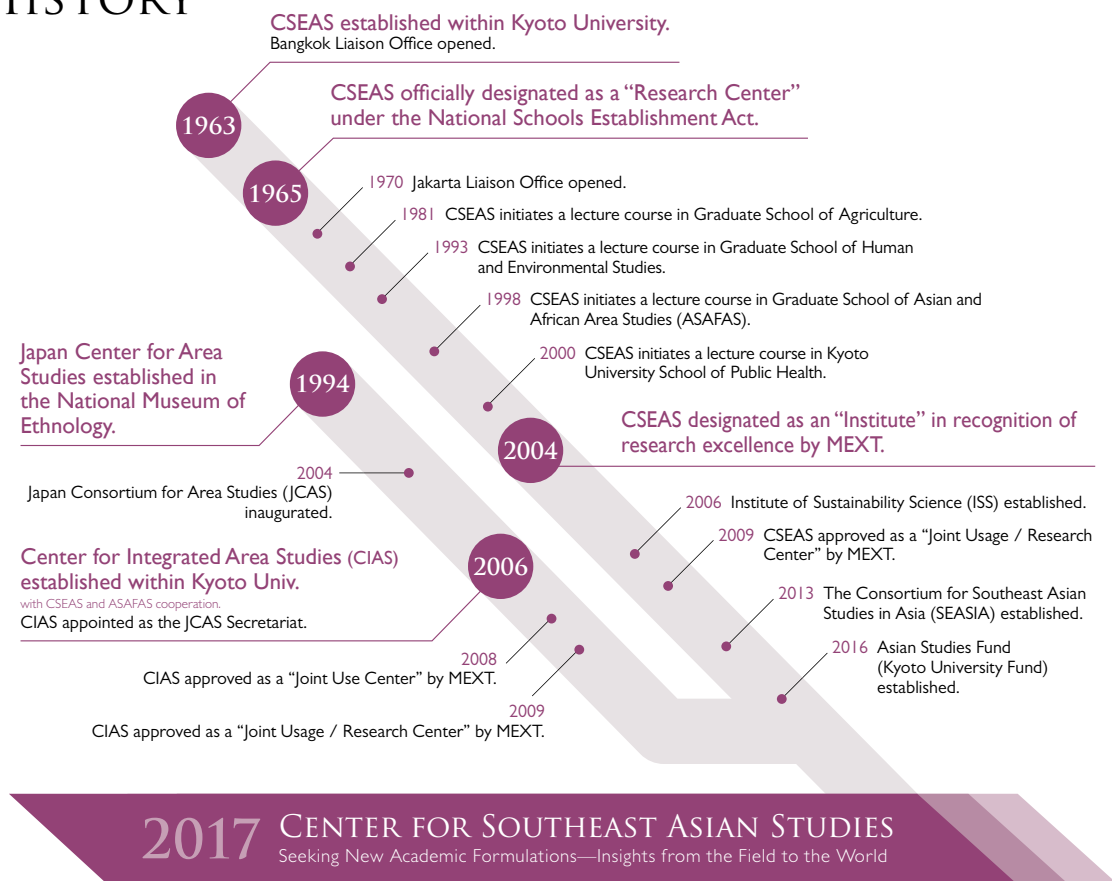 HISTORY
CSEAS established within Kyoto University.
Bangkok Liaison Office opened.
1963
CSEAS officially designated as a “Research Center”
under the National Schools Establishment Act.
1965
1970 Jakarta Liaison Office opened.
1981 CSEAS initiates a lecture course in Graduate School of Agriculture.
1993 CSEAS initiates a lecture course in Graduate School of Human
and Environmental Studies.
1998 CSEAS initiates a lecture course in Graduate School of Asian and
African Area Studies (ASAFAS).
2000 CSEAS initiates a lecture course in Kyoto
University School of Public Health.
2004
CSEAS designated as an “Institute” in recognition of
research excellence by MEXT.
2006 Institute of Sustainability Science (ISS) established.
2009 CSEAS approved as a “Joint Usage / Research
Center” by MEXT.
2013 The Consortium for Southeast Asian
Studies in Asia (SEASIA) established.
2016 Asian Studies Fund
(Kyoto University Fund)
established.
Japan Center for Area
Studies established in
the National Museum of
Ethnology.
1994
2004
Japan Consortium for Area Studies (JCAS)
inaugurated.
Center for Integrated Area Studies (CIAS)
established within Kyoto Univ.
with CSEAS and ASAFAS cooperation.
CIAS appointed as the JCAS Secretariat.
2006
2008
CIAS approved as a “Joint Use Center” by MEXT.
2009
CIAS approved as a “Joint Usage / Research Center” by MEXT.
2017 CENTER FOR SOUTHEAST ASIAN STUDIES
Seeking New Academic Formulations—Insights from the Field to the World